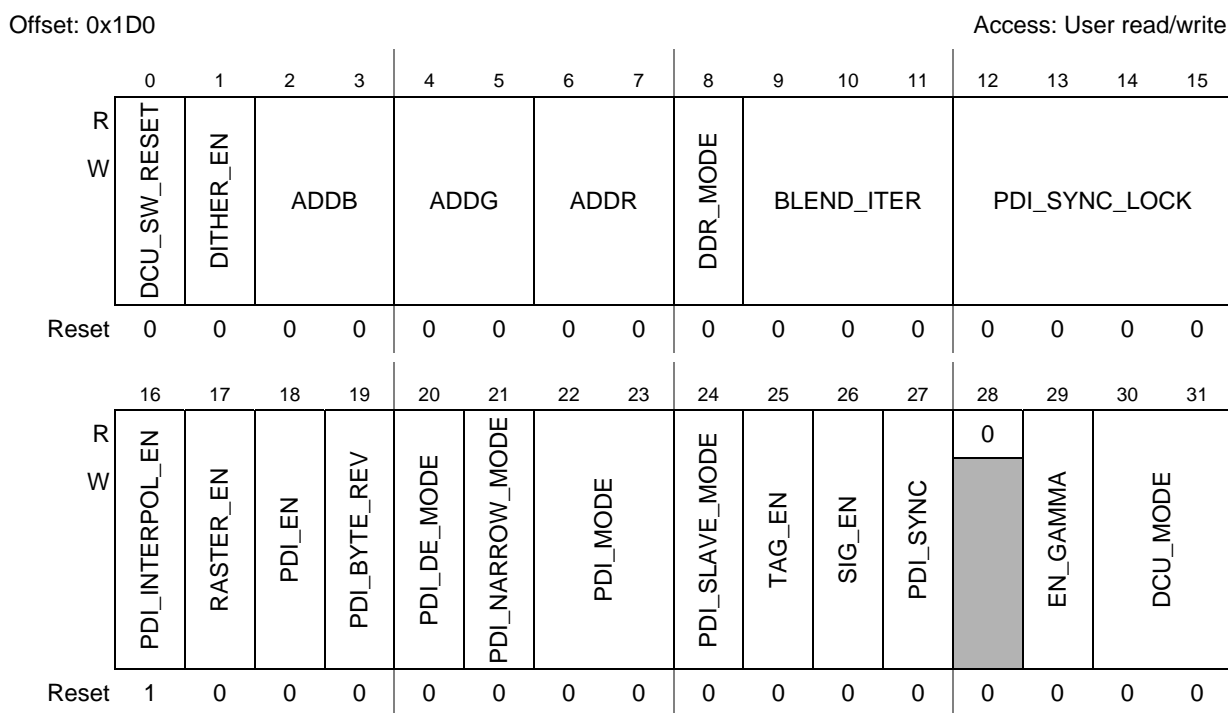 Offset: 0x1D0 Access: User read/write
0 1 2 3 4 5 6 7 8 9 10 11 12 13 14 15
R
W
DCU_SW_RESET DITHER_EN ADDB ADDG ADDR DDR_MODE BLEND_ITER PDI_SYNC_LOCK
Reset 0 0 0 0 0 0 0 0 0 0 0 0 0 0 0 0
16 17 18 19 20 21 22 23 24 25 26 27 28 29 30 31
R 0
W
PDI_INTERPOL_EN RASTER_EN PDI_EN PDI_BYTE_REV PDI_DE_MODE PDI_NARROW_MODE PDI_MODE PDI_SLAVE_MODE TAG_EN SIG_EN PDI_SYNC EN_GAMMA DCU_MODE
Reset 1 0 0 0 0 0 0 0 0 0 0 0 0 0 0 0